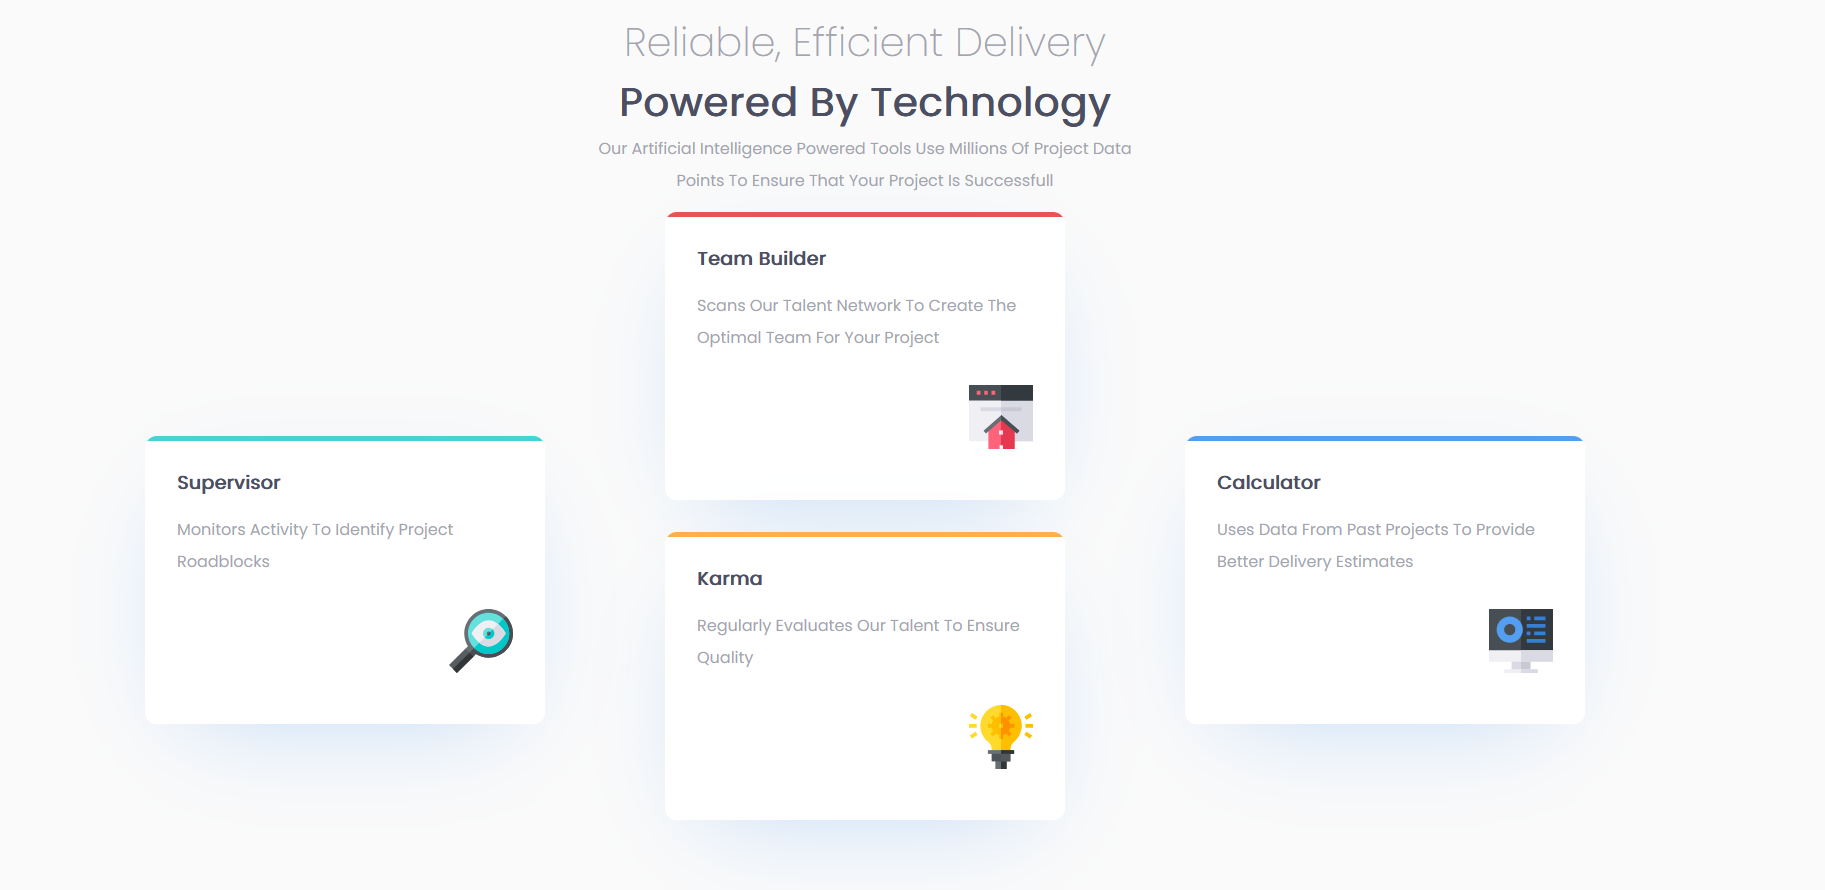 Reliable, Efficient Delivery
Powered By Technology
Our Artificial Intelligence Powered Tools Use Millions Of Project Data
Points To Ensure That Your Project Is Successfull
Team Builder
Scans Our Talent Network To Create The
Optimal Team For Your Project
Supervisor
Monitors Activity To Identify Project
Roadblocks
Karma
Regularly Evaluates Our Talent To Ensure
Quality
Calculator
Uses Data From Past Projects To Provide
Better Delivery Estimates